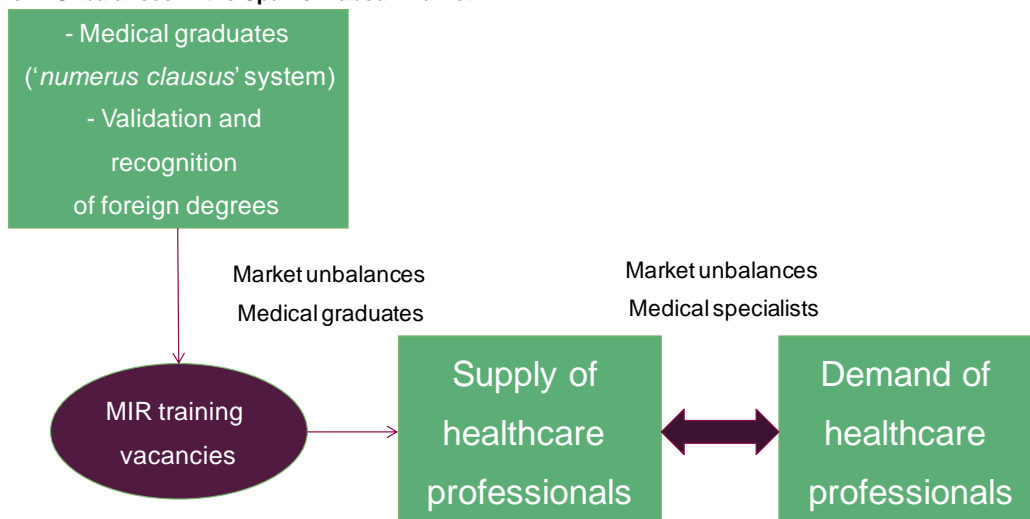 - Medical graduates
(‘numerus clausus’ system)
- Validation and
recognition
of foreign degrees
Market unbalances
Medical graduates
Market unbalances
Medical specialists
MIR training
vacancies
Supply of
healthcare
professionals
Demand of
healthcare
professionals